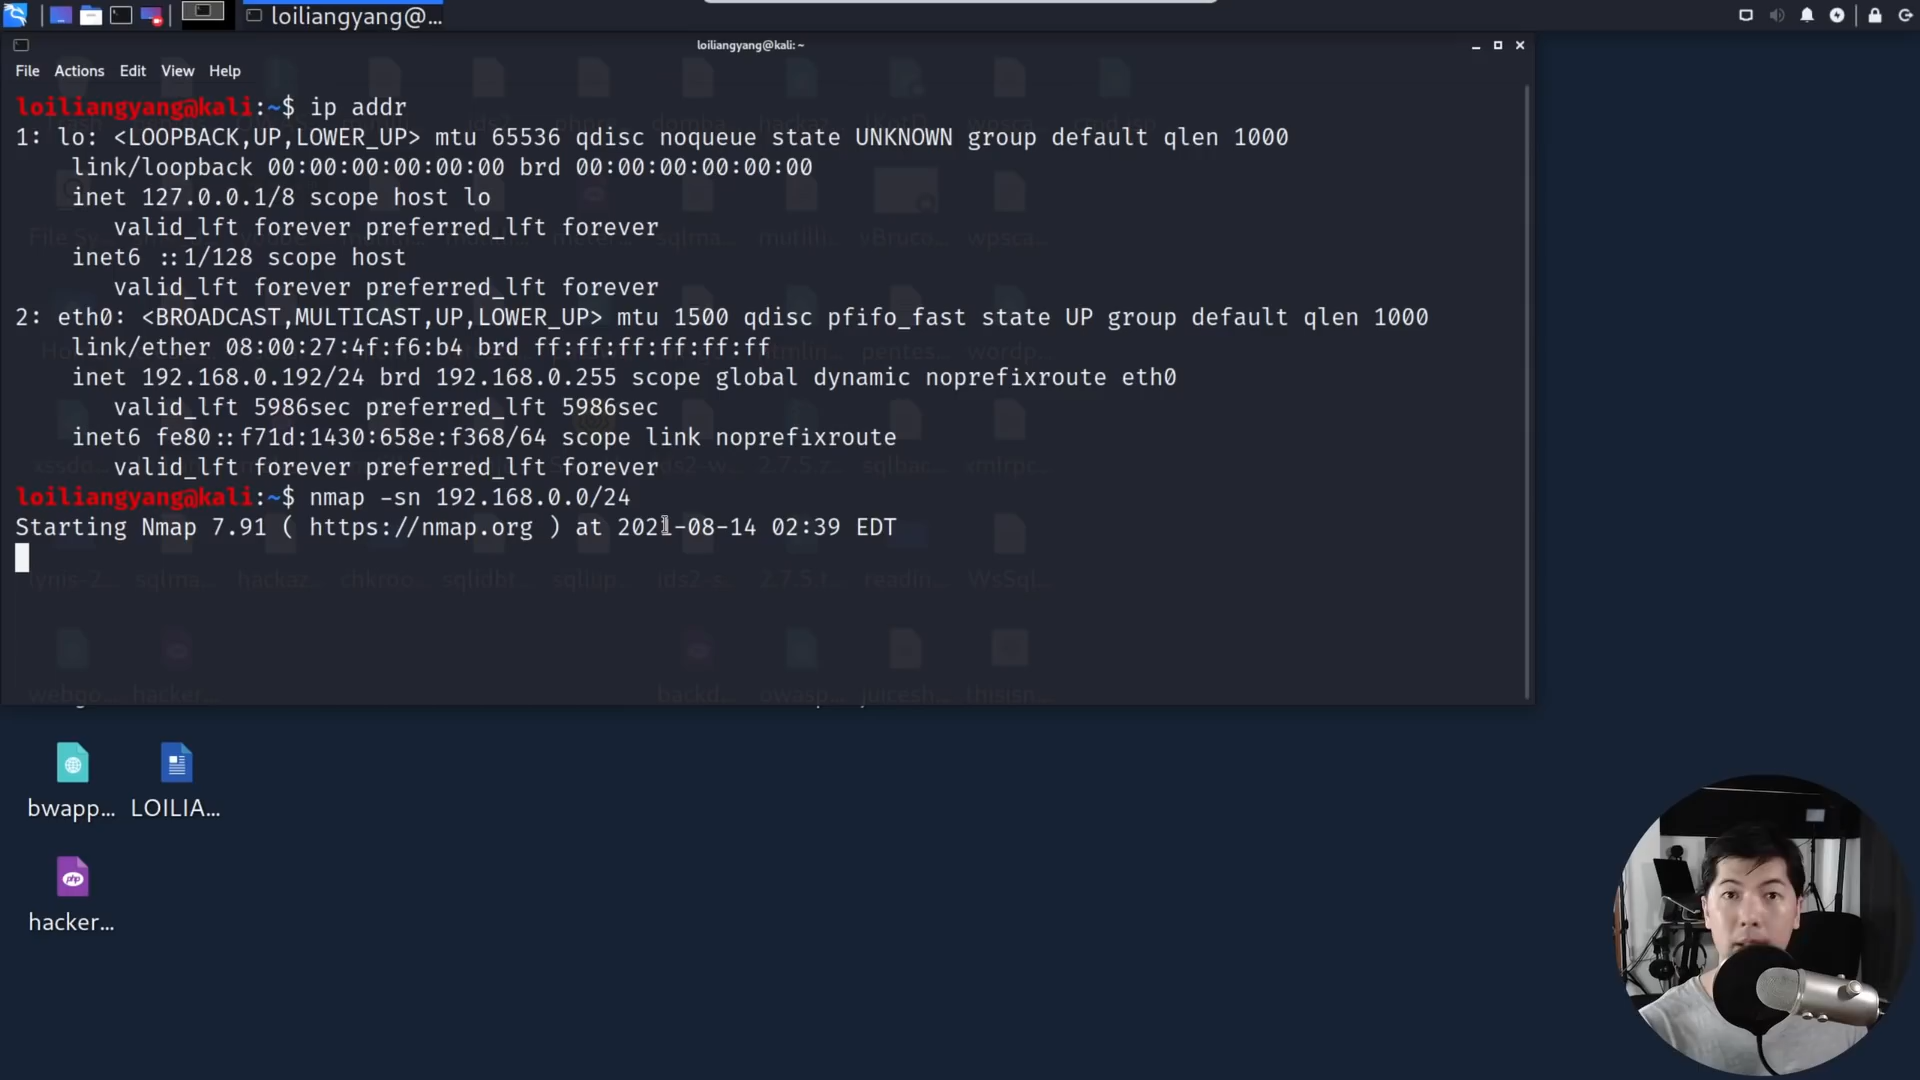 loiliangyang@...
loiliangyang@kali: ~
File Actions Edit View Help
loiliangyang@kali:~$ ip addr
1: lo: <LOOPBACK,UP,LOWER_UP> mtu 65536 qdisc noqueue state UNKNOWN group default qlen 1000
link/loopback 00:00:00:00:00:00 brd 00:00:00:00:00:00
inet 127.0.0.1/8 scope host lo
valid_lft forever preferred_lft forever
inet6 ::1/128 scope host
valid_lft forever preferred_lft forever
2: eth0: <BROADCAST,MULTICAST,UP,LOWER_UP> mtu 1500 qdisc pfifo_fast state UP group default qlen 1000
link/ether 08:00:27:4f:f6:b4 brd ff:ff:ff:ff:ff:ff
inet 192.168.0.192/24 brd 192.168.0.255 scope global dynamic noprefixroute eth0
valid_lft 5986sec preferred_lft 5986sec
inet6 fe80::f71d:1430:658e:f368/64 scope link noprefixroute
valid_lft forever preferred_lft forever
loiliangyang@kali:~$ nmap -sn 192.168.0.0/24
Starting Nmap 7.91 ( https://nmap.org ) at 2021-08-14 02:39 EDT
webgo... hacker... hackd... owasp... juicesh... thisisn...
bwapp... LOILIA...
php
hacker...